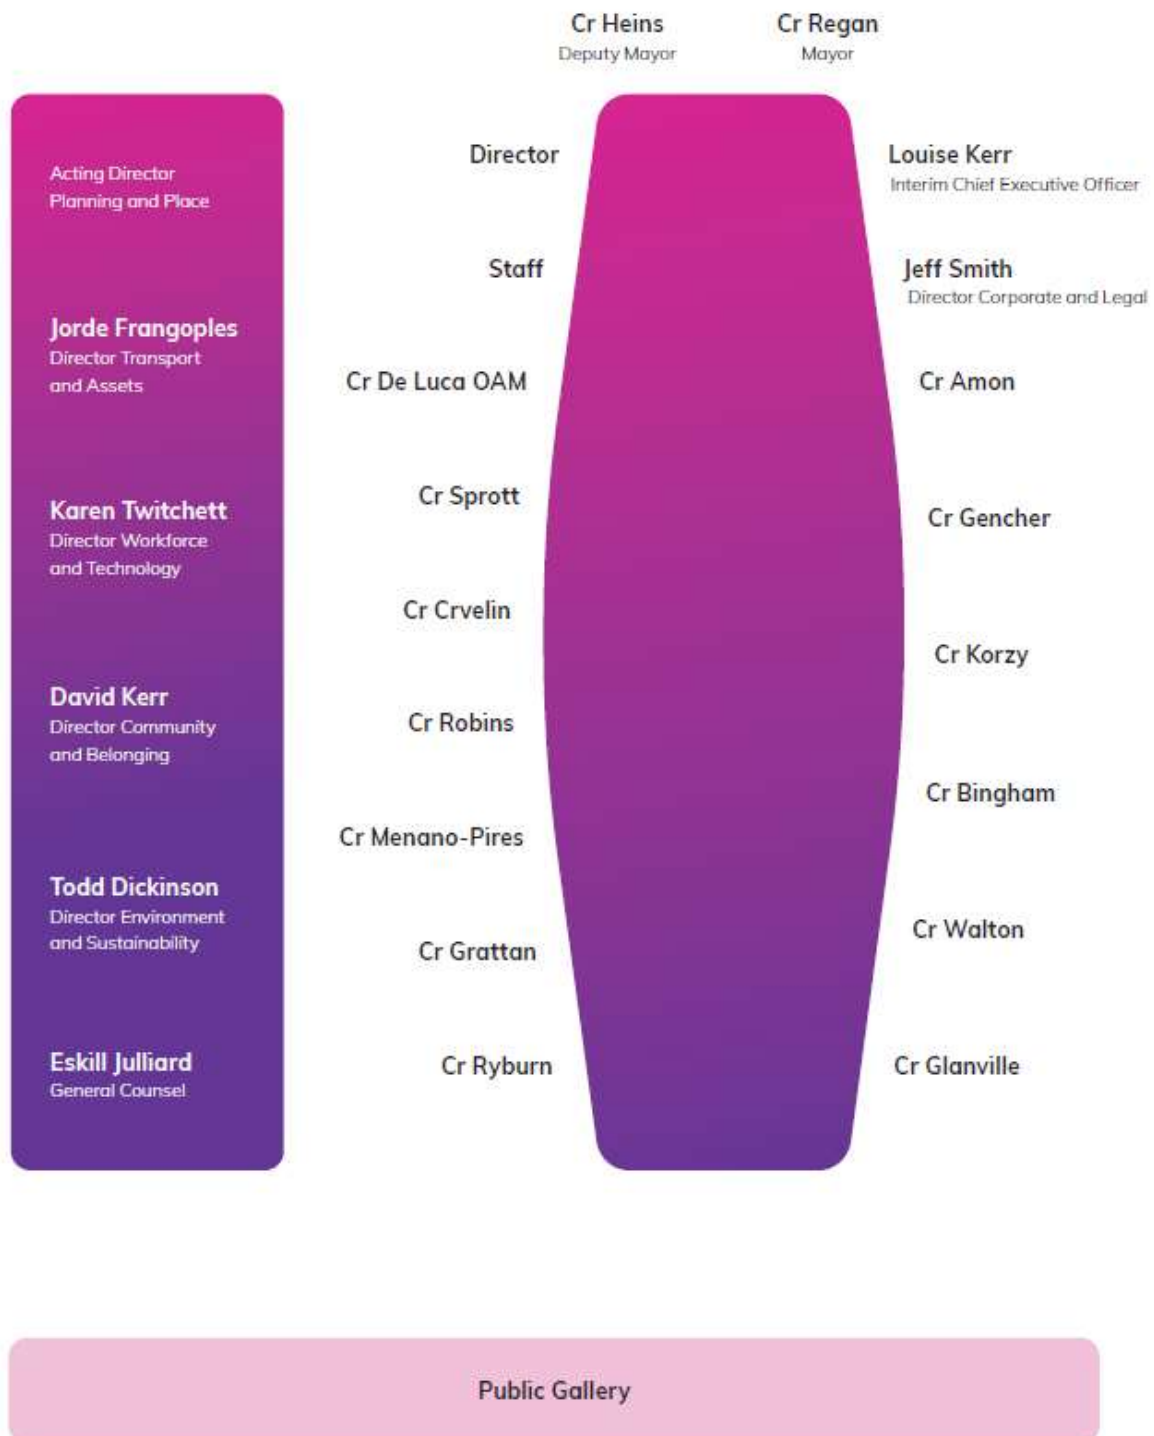 Cr Heins
Deputy Mayor
Cr Regan
Mayor
Acting Director
Planning and Place
Jorde Frangoples
Director Transport
and Assets
Karen Twitchett
Director Workforce
and Technology
David Kerr
Director Community
and Belonging
Todd Dickinson
Director Environment
and Sustainability
Eskill Julliard
General Counsel
Director
Staff
Cr De Luca OAM
Cr Sprott
Cr Crvelin
Cr Robins
Cr Menano-Pires
Cr Grattan
Cr Ryburn
Louise Kerr
Interim Chief Executive Officer
Jeff Smith
Director Corporate and Legal
Cr Amon
Cr Gencher
Cr Korzy
Cr Bingham
Cr Walton
Cr Glanville
Public Gallery